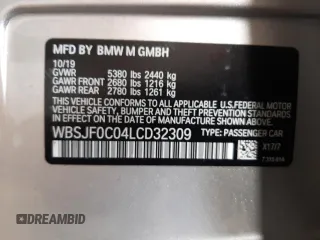 MFD BY BMW M GMBH
10/19
GVWR 5380 lbs 2440 kg
GAWR FRONT 2680 lbs 1216 kg
GAWR REAR 2780 lbs 1261 kg
THIS VEHICLE CONFORMS TO ALL APPLICABLE
FEDERAL MOTOR VEHICLE SAFETY, BUMPER
AND THEFT PREVENTION STANDARDS IN EFFECT
ON THE DATE OF MANUFACTURE SHOWN ABOVE.
WBSJF0C04LCD32309 TYPE: PASSENGER CAR
X17/7
DREAMBID